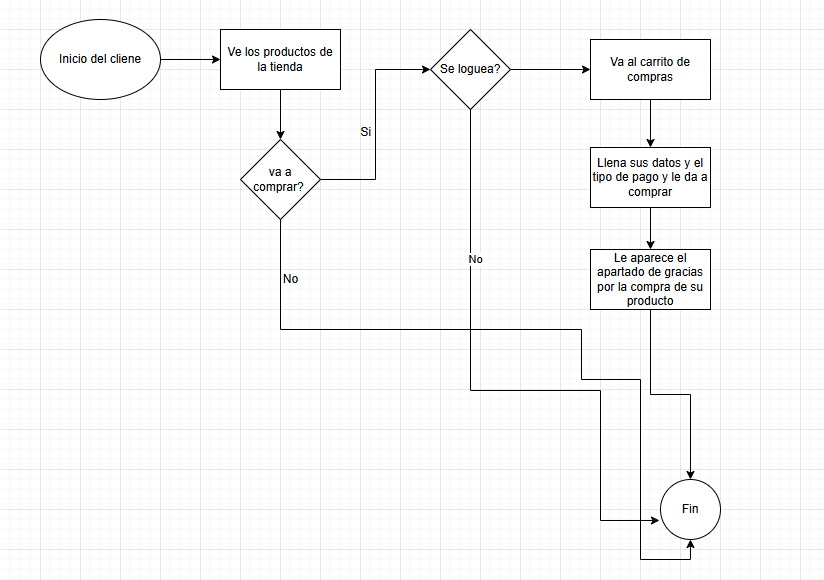 Inicio del cliene
Ve los productos de
la tienda
Se loguea?
Va al carrito de
compras
Si
va a
comprar?
Llena sus datos y el
tipo de pago y le da a
comprar
No
No
Le aparece el
apartado de gracias
por la compra de su
producto
Fin